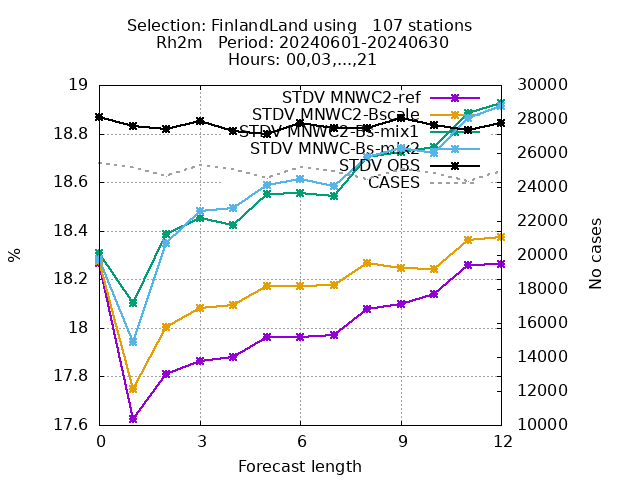 Selection: FinlandLand using   107 stations
Rh2m   Period: 20240601-20240630
Hours: 00,03,...,21
19
18.8
18.6
18.4
18.2
18
17.8
17.6
%
STDV MNWC2-ref
STDV MNWC2-Bscale
STDV MNWC2-Bs-mix1
STDV MNWC-Bs-mix2
STDV OBS
CASES
30000
28000
26000
24000
22000
20000
18000
16000
14000
12000
10000
No cases
0 3 6 9 12
Forecast length